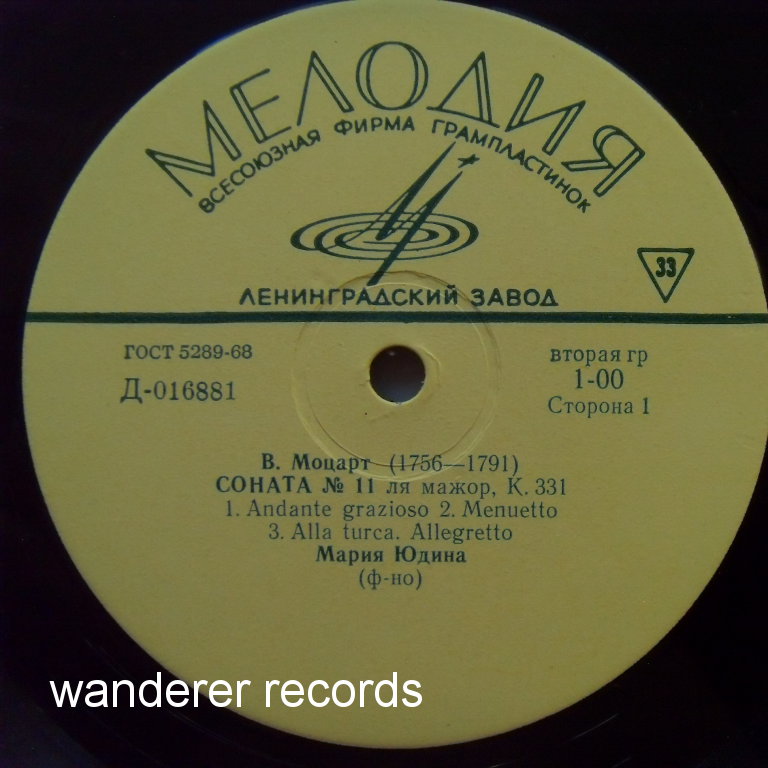 МЕЛОДИЯ
ВСЕСОЮЗНАЯ ФИРМА ГРАМПЛАСТИНОК
33
ЛЕНИНГРАДСКИЙ ЗАВОД
ГОСТ 5289-68
вторая гр
Д-016881
1-00
Сторона 1
В. Моцарт (1756—1791)
СОНАТА № 11 ля мажор, К. 331
1. Andante grazioso 2. Menuetto
3. Alla turca. Allegretto
Мария Юдина
(ф-но)
wanderer records